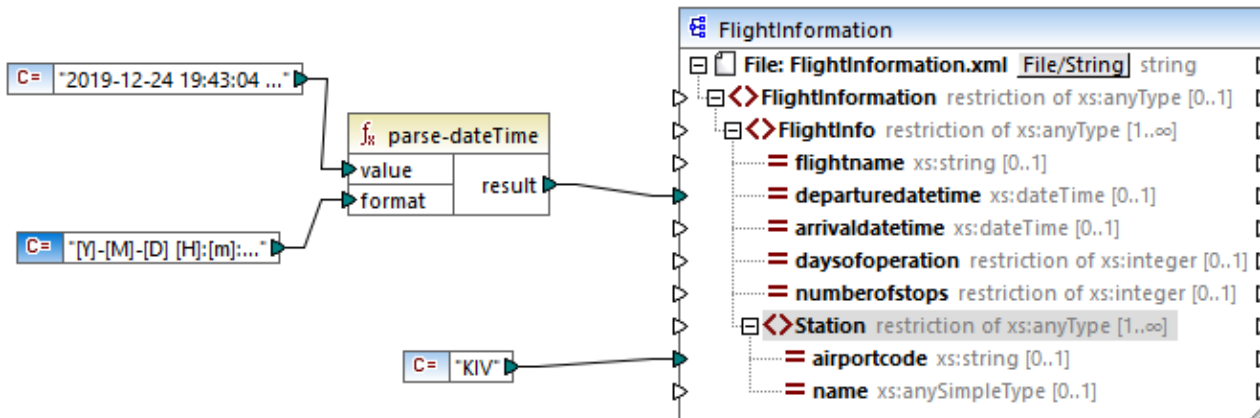 FlightInformation
File: FlightInformation.xml File/String string
C= "2019-12-24 19:43:04 ..."
FlightInformation restriction of xs:anyType [0..1]
fx parse-dateTime
FlightInfo restriction of xs:anyType [1..∞]
value
result
format
flightname xs:string [0..1]
departuredatetime xs:dateTime [0..1]
arrivaldatetime xs:dateTime [0..1]
C= "[Y]-[M]-[D] [H]:[m]:..."
daysofoperation restriction of xs:integer [0..1]
numberofstops restriction of xs:integer [0..1]
Station restriction of xs:anyType [1..∞]
C= "KIV"
airportcode xs:string [0..1]
name xs:anySimpleType [0..1]